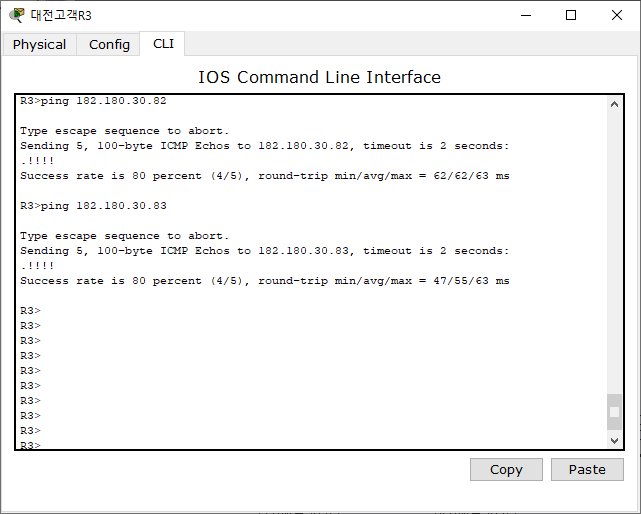 대전고객R3
Physical Config CLI
IOS Command Line Interface
R3>ping 182.180.30.82
Type escape sequence to abort.
Sending 5, 100-byte ICMP Echos to 182.180.30.82, timeout is 2 seconds:
.!!!!
Success rate is 80 percent (4/5), round-trip min/avg/max = 62/62/63 ms
R3>ping 182.180.30.83
Type escape sequence to abort.
Sending 5, 100-byte ICMP Echos to 182.180.30.83, timeout is 2 seconds:
.!!!!
Success rate is 80 percent (4/5), round-trip min/avg/max = 47/55/63 ms
R3>
R3>
R3>
R3>
R3>
R3>
R3>
R3>
R3>
R3>
Copy Paste